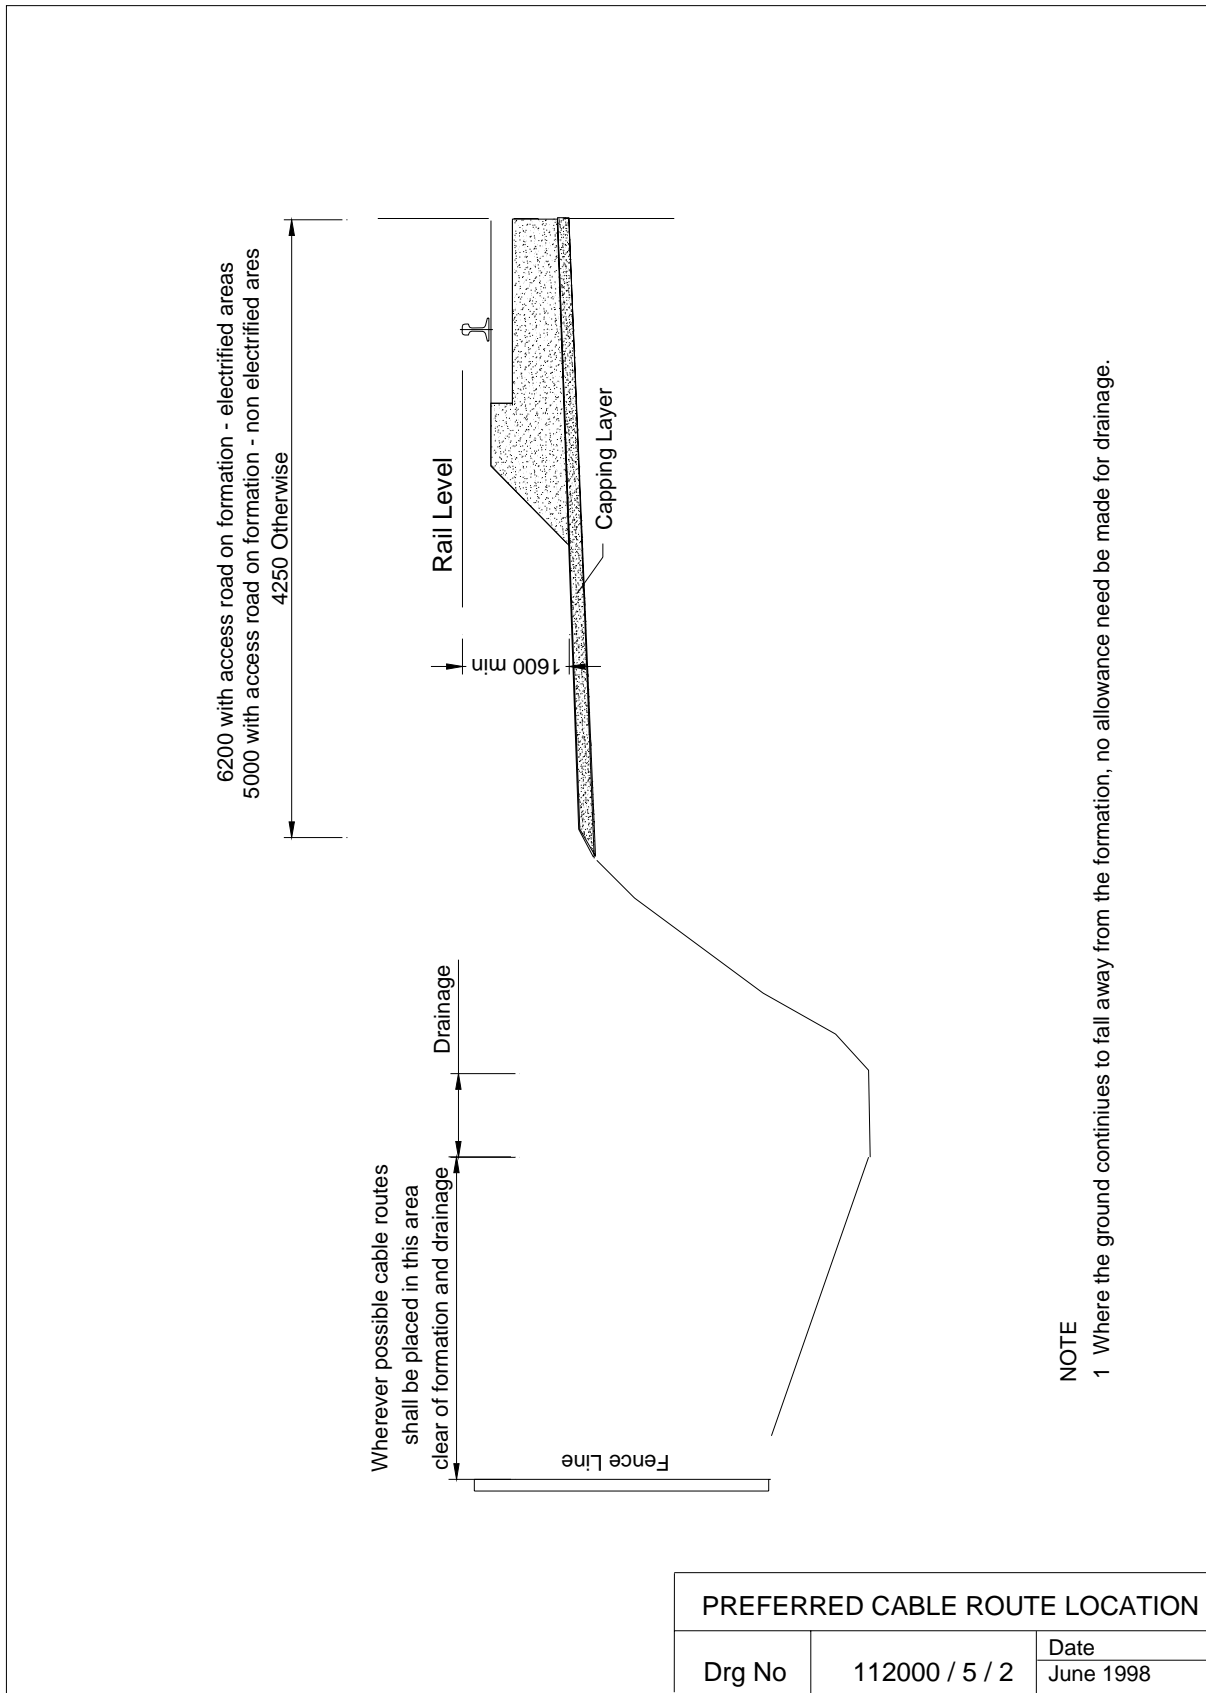 6200 with access road on formation - electrified areas
5000 with access road on formation - non electrified ares
4250 Otherwise
Rail Level
1600 min
Capping Layer
Drainage
Wherever possible cable routes
shall be placed in this area
clear of formation and drainage
Fence Line
NOTE
1 Where the ground continiues to fall away from the formation, no allowance need be made for drainage.
PREFERRED CABLE ROUTE LOCATION
Drg No
112000 / 5 / 2
Date
June 1998